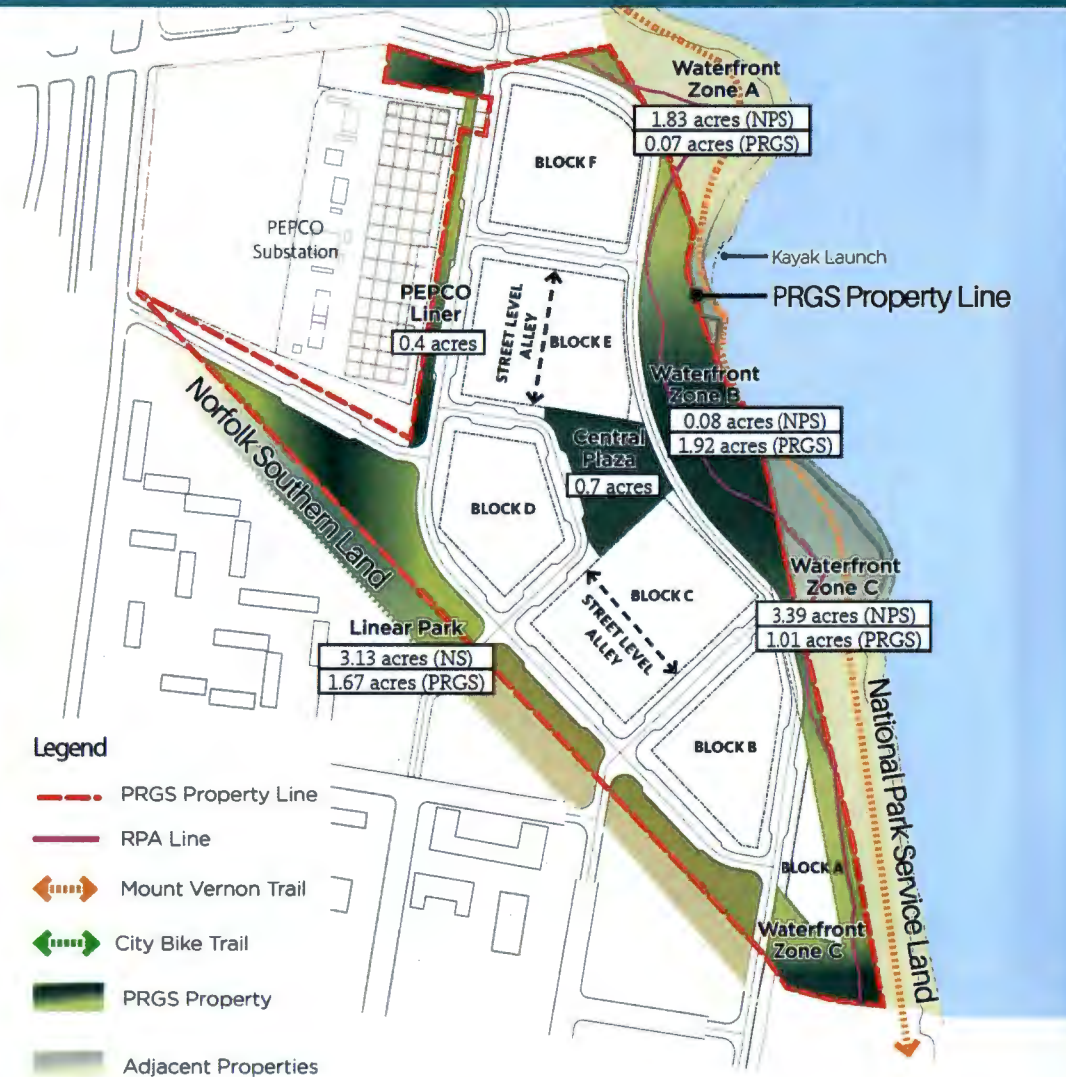 Waterfront
Zone A
1.83 acres (NPS)
0.07 acres (PRGS)
BLOCK F
PEPCO
Substation
Kayak Launch
PRGS Property Line
PEPCO
Liner
0.4 acres
STREET LEVEL
ALLEY
BLOCK E
Waterfront
Zone B
0.08 acres (NPS)
1.92 acres (PRGS)
Central
Plaza
0.7 acres
Norfolk Southern Land
BLOCK D
Waterfront
Zone C
3.39 acres (NPS)
1.01 acres (PRGS)
BLOCK C
STREET LEVEL
ALLEY
Linear Park
3.13 acres (NS)
1.67 acres (PRGS)
National Park Service Land
BLOCK B
BLOCK A
Waterfront
Zone C
Legend
PRGS Property Line
RPA Line
Mount Vernon Trail
City Bike Trail
PRGS Property
Adjacent Properties